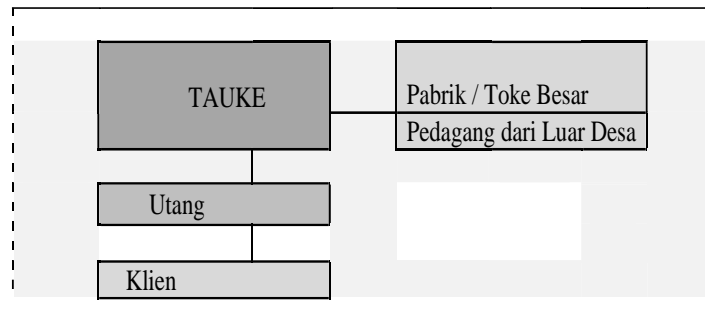 TAUKE
Pabrik / Toke Besar
Pedagang dari Luar Desa
Utang
Klien